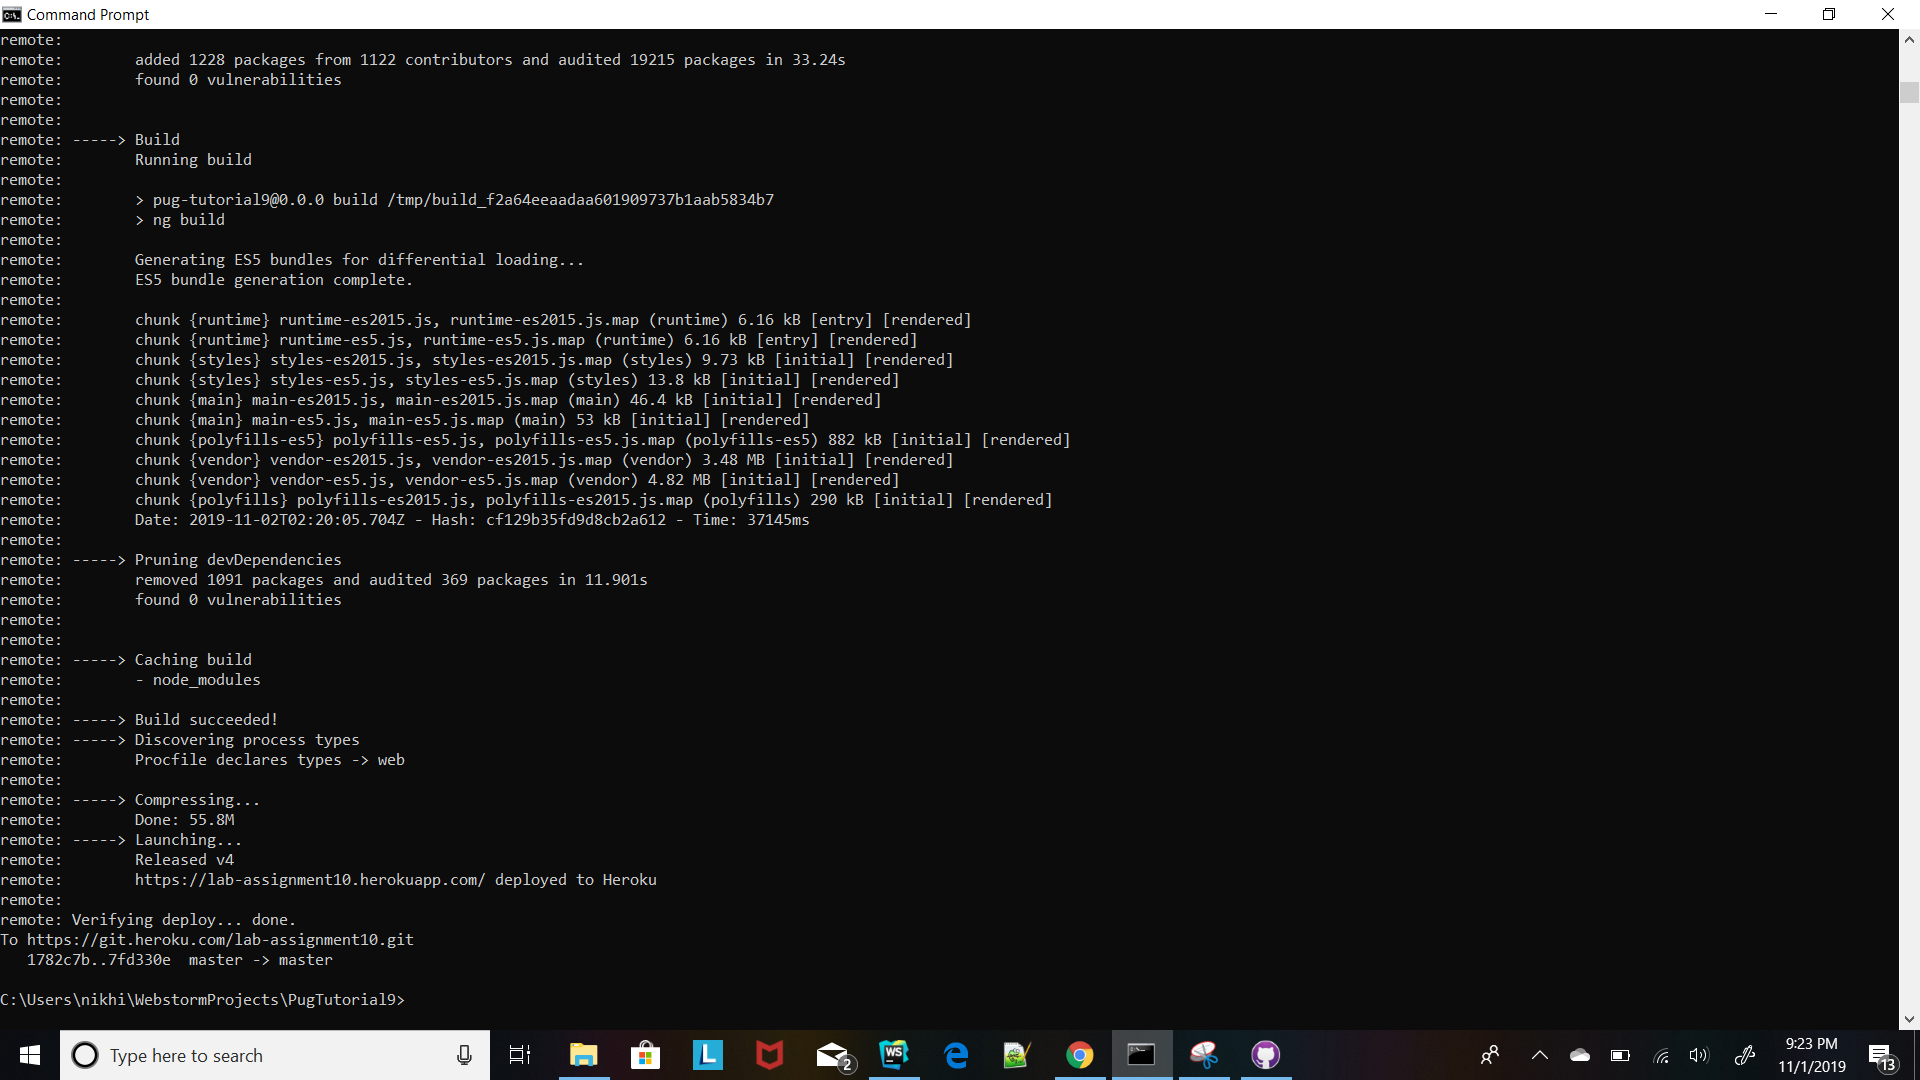 Command Prompt
remote:
remote:        added 1228 packages from 1122 contributors and audited 19215 packages in 33.24s
remote:        found 0 vulnerabilities
remote:
remote:
remote: -----> Build
remote:        Running build
remote:
remote:        > pug-tutorial9@0.0.0 build /tmp/build_f2a64eeaadaa601909737b1aab5834b7
remote:        > ng build
remote:
remote:        Generating ES5 bundles for differential loading...
remote:        ES5 bundle generation complete.
remote:
remote:        chunk {runtime} runtime-es2015.js, runtime-es2015.js.map (runtime) 6.16 kB [entry] [rendered]
remote:        chunk {runtime} runtime-es5.js, runtime-es5.js.map (runtime) 6.16 kB [entry] [rendered]
remote:        chunk {styles} styles-es2015.js, styles-es2015.js.map (styles) 9.73 kB [initial] [rendered]
remote:        chunk {styles} styles-es5.js, styles-es5.js.map (styles) 13.8 kB [initial] [rendered]
remote:        chunk {main} main-es2015.js, main-es2015.js.map (main) 46.4 kB [initial] [rendered]
remote:        chunk {main} main-es5.js, main-es5.js.map (main) 53 kB [initial] [rendered]
remote:        chunk {polyfills-es5} polyfills-es5.js, polyfills-es5.js.map (polyfills-es5) 882 kB [initial] [rendered]
remote:        chunk {vendor} vendor-es2015.js, vendor-es2015.js.map (vendor) 3.48 MB [initial] [rendered]
remote:        chunk {vendor} vendor-es5.js, vendor-es5.js.map (vendor) 4.82 MB [initial] [rendered]
remote:        chunk {polyfills} polyfills-es2015.js, polyfills-es2015.js.map (polyfills) 290 kB [initial] [rendered]
remote:        Date: 2019-11-02T02:20:05.704Z - Hash: cf129b35fd9d8cb2a612 - Time: 37145ms
remote:
remote: -----> Pruning devDependencies
remote:        removed 1091 packages and audited 369 packages in 11.901s
remote:        found 0 vulnerabilities
remote:
remote:
remote: -----> Caching build
remote:        - node_modules
remote:
remote: -----> Build succeeded!
remote: -----> Discovering process types
remote:        Procfile declares types -> web
remote:
remote: -----> Compressing...
remote:        Done: 55.8M
remote: -----> Launching...
remote:        Released v4
remote:        https://lab-assignment10.herokuapp.com/ deployed to Heroku
remote:
remote: Verifying deploy... done.
To https://git.heroku.com/lab-assignment10.git
   1782c7b..7fd330e  master -> master

C:\Users\nikhi\WebstormProjects\PugTutorial9>
Type here to search
L
2
WS
9:23 PM
11/1/2019
13